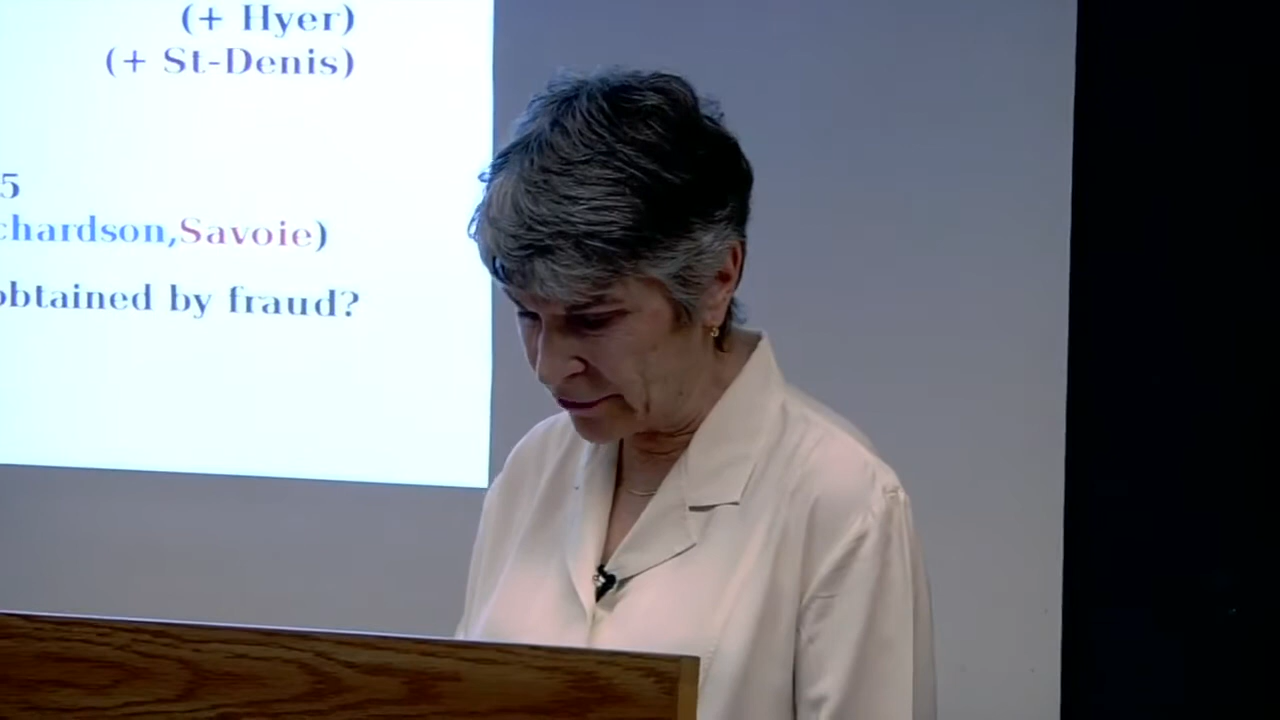 (+ Hyer)
(+ St-Denis)
5
chardson,Savoie)
obtained by fraud?